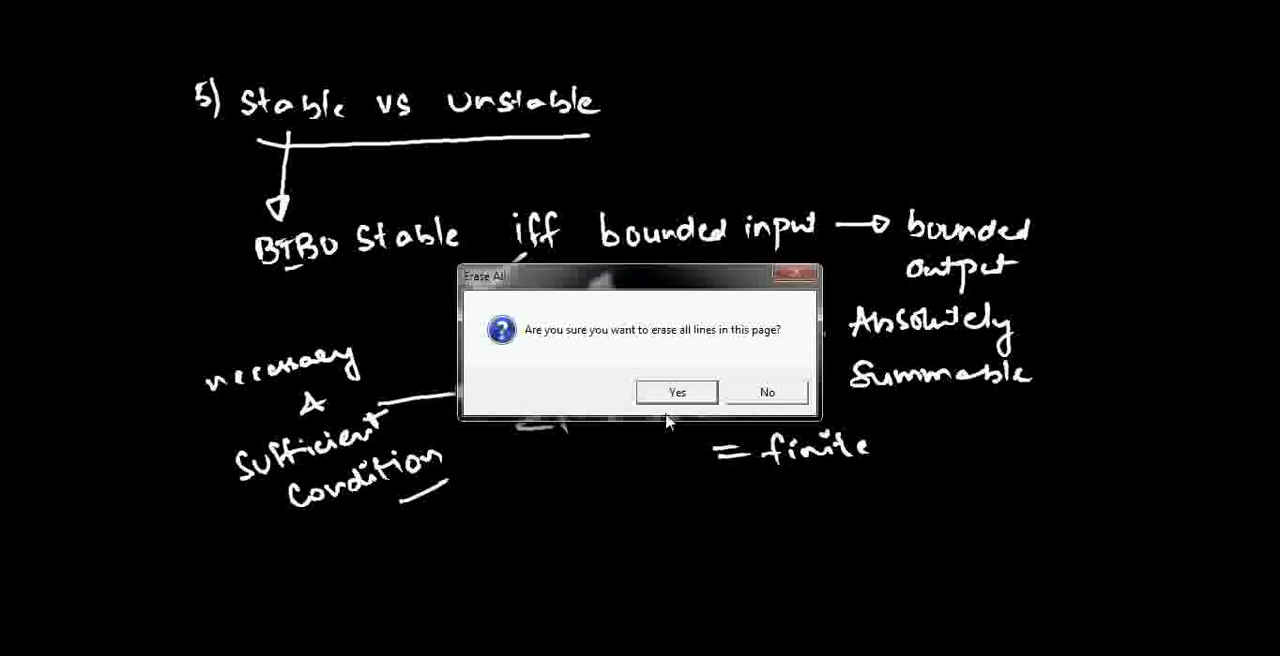 5) Stable vs Unstable
BIBO Stable iff bounded input → bounded
output
Erase All
Are you sure you want to erase all lines in this page?
Absolutely
Summable
Yes No
necessary
&
Sufficient
Condition
= finite